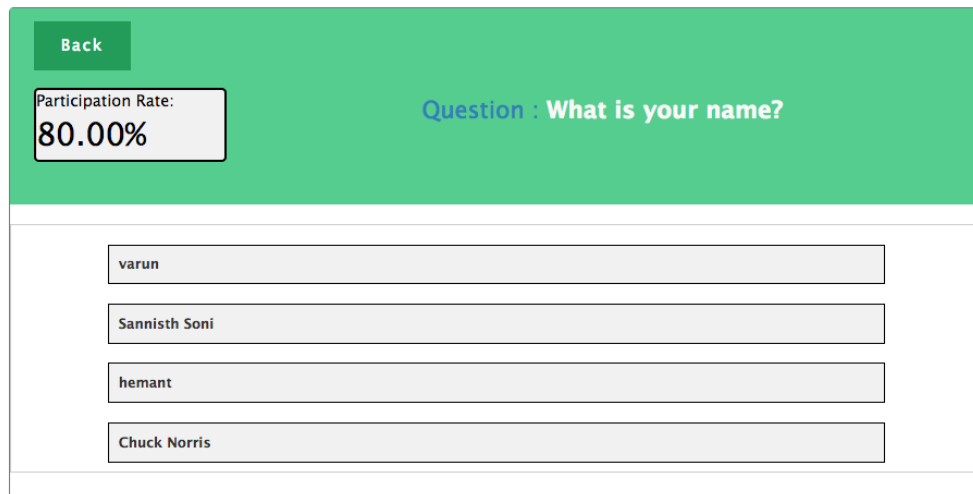 Back
Participation Rate:
80.00%
Question : What is your name?
varun
Sannisth Soni
hemant
Chuck Norris